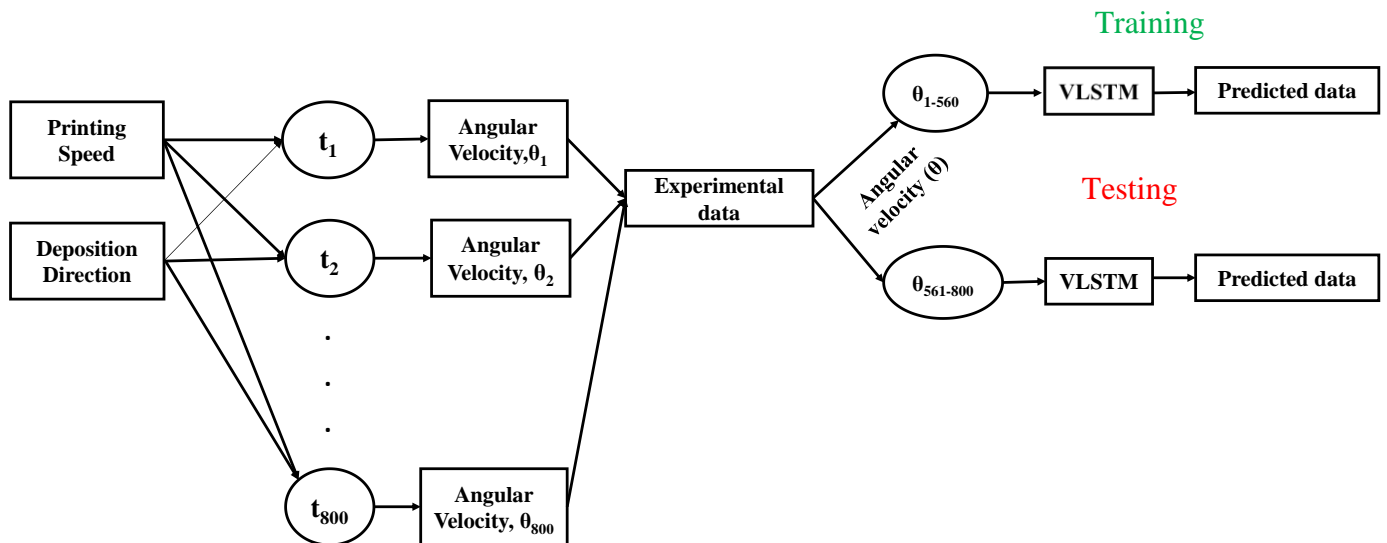 Training
Printing
Speed
t₁
Angular
Velocity,θ₁
θ₁₋₅₆₀
VLSTM
Predicted data
Experimental
data
Angular
velocity (θ)
Testing
Deposition
Direction
t₂
Angular
Velocity, θ₂
θ₅₆₁₋₈₀₀
VLSTM
Predicted data
.
.
.
t₈₀₀
Angular
Velocity, θ₈₀₀